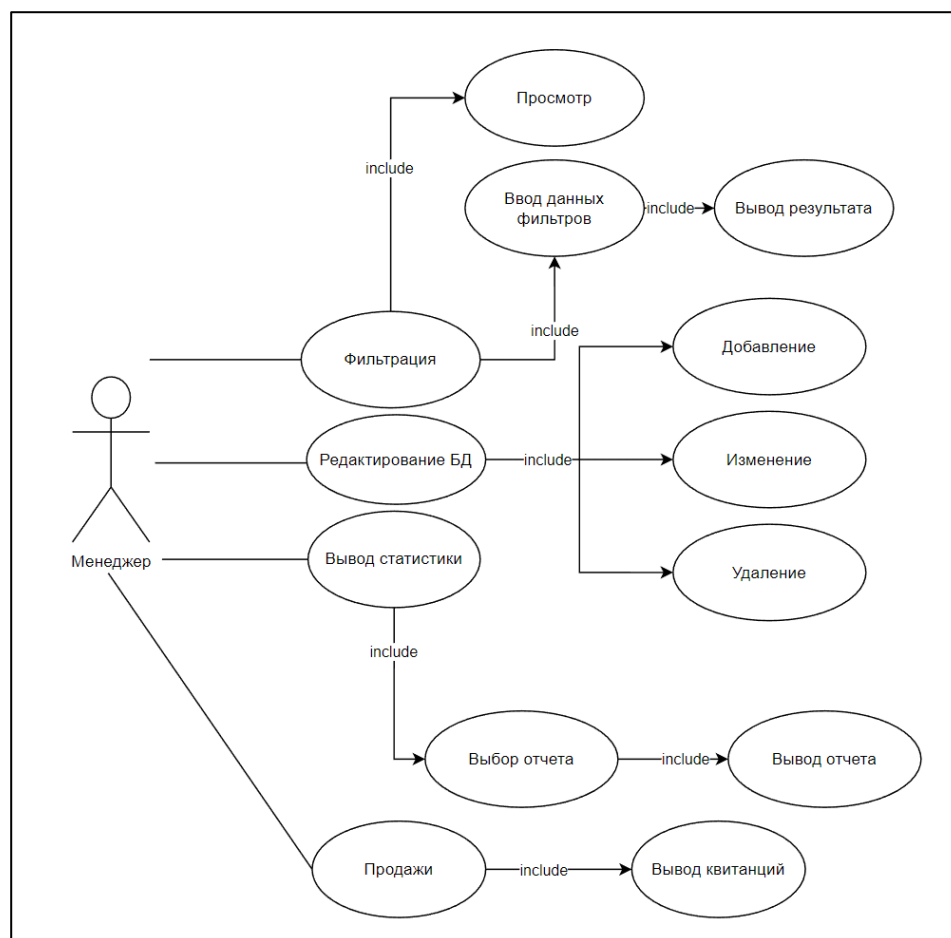 Просмотр
include
Ввод данных
фильтров
include
Вывод результата
include
Фильтрация
Добавление
Редактирование БД
include
Изменение
Менеджер
Вывод статистики
Удаление
include
Выбор отчета
include
Вывод отчета
Продажи
include
Вывод квитанций